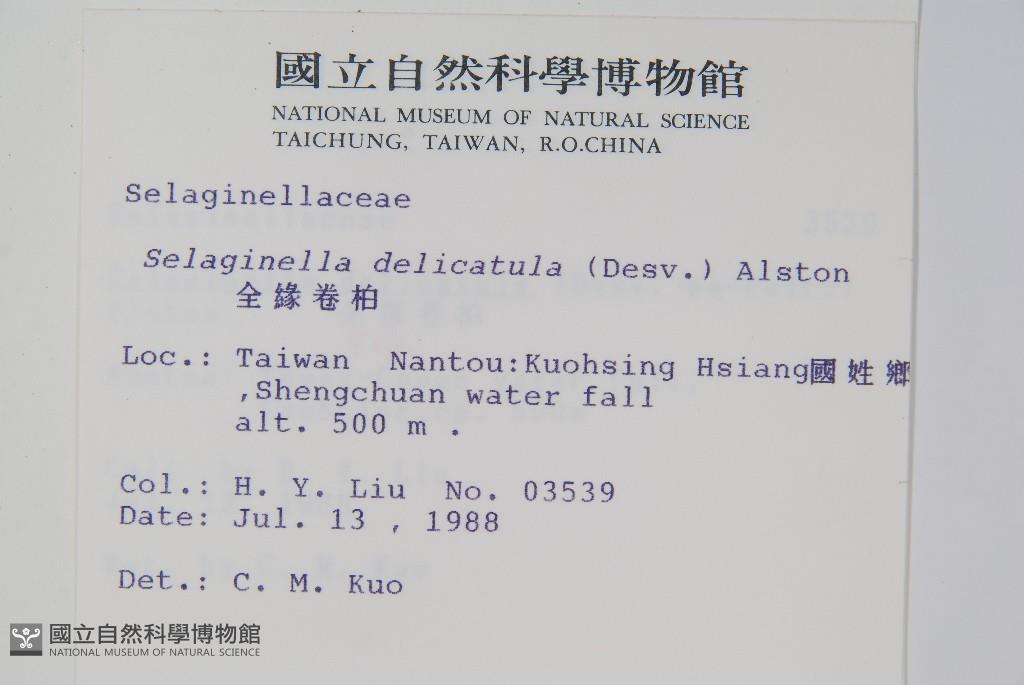 國立自然科學博物館
NATIONAL MUSEUM OF NATURAL SCIENCE
TAICHUNG, TAIWAN, R.O.CHINA
Selaginellaceae
Selaginella delicatula (Desv.) Alston
全緣卷柏
Loc.: Taiwan Nantou:Kuohsing Hsiang國姓鄉
,Shengchuan water fall
alt. 500 m .
Col.: H. Y. Liu No. 03539
Date: Jul. 13 , 1988
Det.: C. M. Kuo
國立自然科學博物館
NATIONAL MUSEUM OF NATURAL SCIENCE